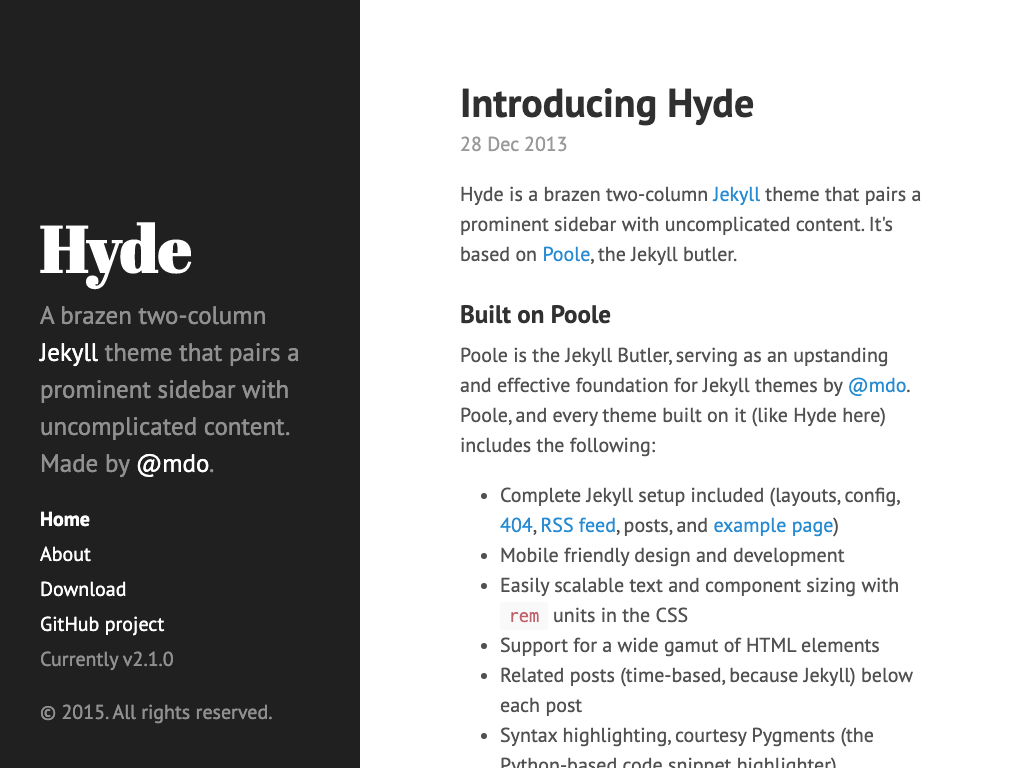 Hyde
A brazen two-column
Jekyll theme that pairs a
prominent sidebar with
uncomplicated content.
Made by @mdo.
Home
About
Download
GitHub project
Currently v2.1.0
© 2015. All rights reserved.
Introducing Hyde
28 Dec 2013
Hyde is a brazen two-column Jekyll theme that pairs a
prominent sidebar with uncomplicated content. It's
based on Poole, the Jekyll butler.
Built on Poole
Poole is the Jekyll Butler, serving as an upstanding
and effective foundation for Jekyll themes by @mdo.
Poole, and every theme built on it (like Hyde here)
includes the following:
• Complete Jekyll setup included (layouts, config,
404, RSS feed, posts, and example page)
• Mobile friendly design and development
• Easily scalable text and component sizing with
rem units in the CSS
• Support for a wide gamut of HTML elements
• Related posts (time-based, because Jekyll) below
each post
• Syntax highlighting, courtesy Pygments (the
Python-based code snippet highlighter)